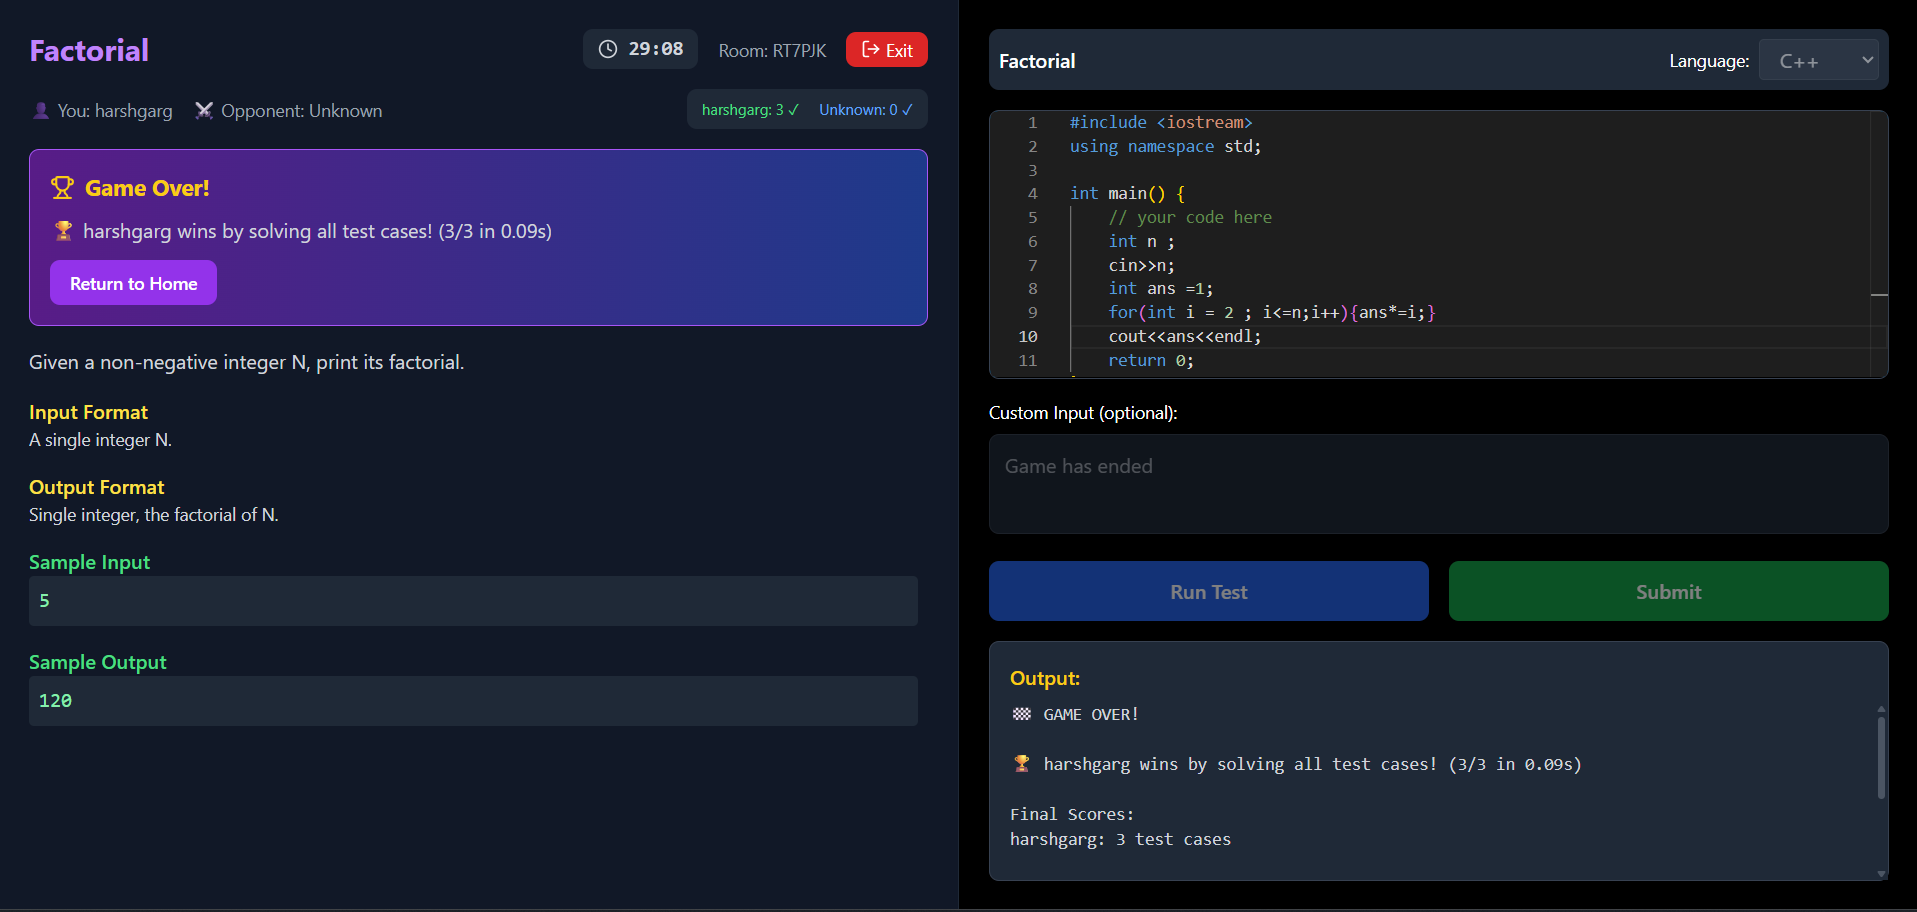 Factorial
29:08
Room: RT7PJK
Exit
You: harshgarg
Opponent: Unknown
harshgarg: 3 ✓
Unknown: 0 ✓
Game Over!
🏆 harshgarg wins by solving all test cases! (3/3 in 0.09s)
Return to Home
Given a non-negative integer N, print its factorial.
Input Format
A single integer N.
Output Format
Single integer, the factorial of N.
Sample Input
5
Sample Output
120
Factorial
Language: C++
1 #include <iostream>
2 using namespace std;
3
4 int main() {
5     // your code here
6     int n ;
7     cin>>n;
8     int ans =1;
9     for(int i = 2 ; i<=n;i++){ans*=i;}
10     cout<<ans<<endl;
11     return 0;
Custom Input (optional):
Game has ended
Run Test
Submit
Output:
🏁 GAME OVER!
🏆 harshgarg wins by solving all test cases! (3/3 in 0.09s)
Final Scores:
harshgarg: 3 test cases